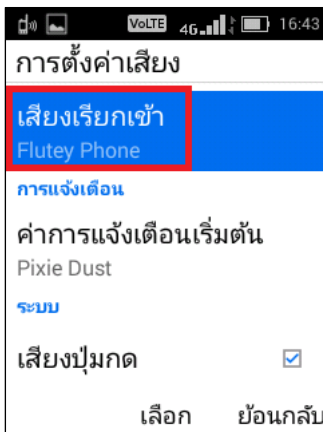 VoLTE 4G 16:43
การตั้งค่าเสียง
เสียงเรียกเข้า
Flutey Phone
การแจ้งเตือน
ค่าการแจ้งเตือนเริ่มต้น
Pixie Dust
ระบบ
เสียงปุ่มกด
เลือก ย้อนกลับ